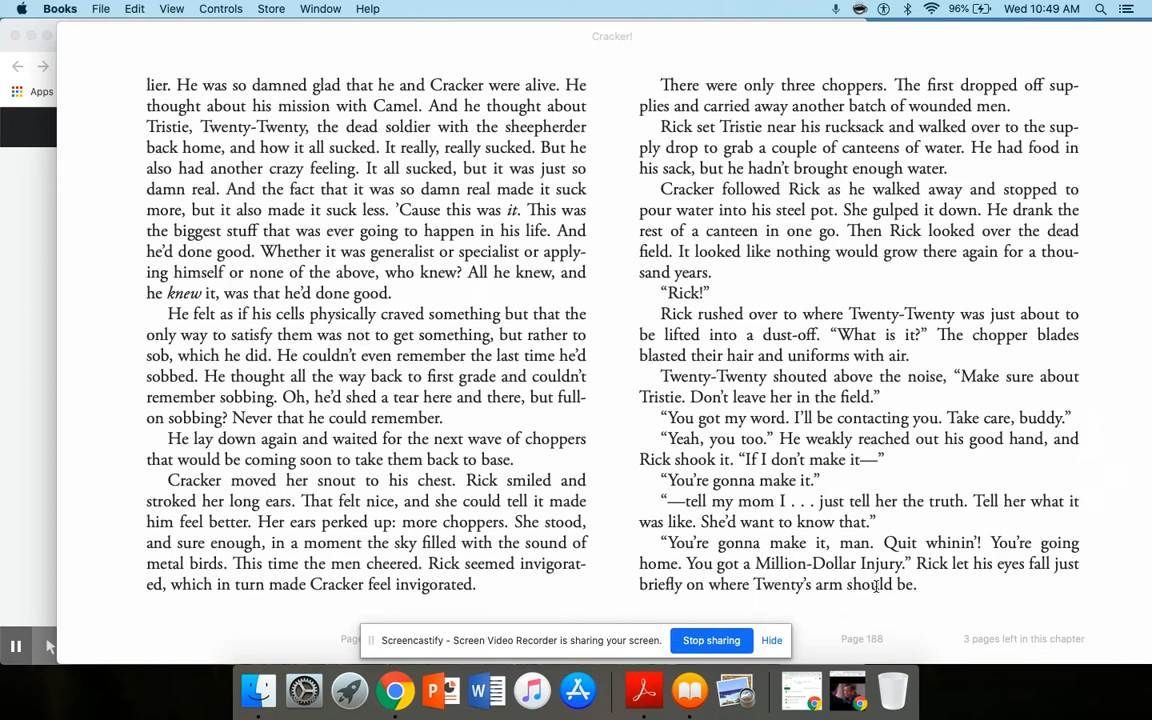 Books File Edit View Controls Store Window Help 96% Wed 10:49 AM
Apps
Cracker!
lier. He was so damned glad that he and Cracker were alive. He
thought about his mission with Camel. And he thought about
Tristie, Twenty-Twenty, the dead soldier with the sheepherder
back home, and how it all sucked. It really, really sucked. But he
also had another crazy feeling. It all sucked, but it was just so
damn real. And the fact that it was so damn real made it suck
more, but it also made it suck less. ’Cause this was it. This was
the biggest stuff that was ever going to happen in his life. And
he’d done good. Whether it was generalist or specialist or apply-
ing himself or none of the above, who knew? All he knew, and
he knew it, was that he’d done good.
He felt as if his cells physically craved something but that the
only way to satisfy them was not to get something, but rather to
sob, which he did. He couldn’t even remember the last time he’d
sobbed. He thought all the way back to first grade and couldn’t
remember sobbing. Oh, he’d shed a tear here and there, but full-
on sobbing? Never that he could remember.
He lay down again and waited for the next wave of choppers
that would be coming soon to take them back to base.
Cracker moved her snout to his chest. Rick smiled and
stroked her long ears. That felt nice, and she could tell it made
him feel better. Her ears perked up: more choppers. She stood,
and sure enough, in a moment the sky filled with the sound of
metal birds. This time the men cheered. Rick seemed invigorat-
ed, which in turn made Cracker feel invigorated.
There were only three choppers. The first dropped off sup-
plies and carried away another batch of wounded men.
Rick set Tristie near his rucksack and walked over to the sup-
ply drop to grab a couple of canteens of water. He had food in
his sack, but he hadn’t brought enough water.
Cracker followed Rick as he walked away and stopped to
pour water into his steel pot. She gulped it down. He drank the
rest of a canteen in one go. Then Rick looked over the dead
field. It looked like nothing would grow there again for a thou-
sand years.
“Rick!”
Rick rushed over to where Twenty-Twenty was just about to
be lifted into a dust-off. “What is it?” The chopper blades
blasted their hair and uniforms with air.
Twenty-Twenty shouted above the noise, “Make sure about
Tristie. Don’t leave her in the field.”
“You got my word. I’ll be contacting you. Take care, buddy.”
“Yeah, you too.” He weakly reached out his good hand, and
Rick shook it. “If I don’t make it—”
“You’re gonna make it.”
“—tell my mom I . . . just tell her the truth. Tell her what it
was like. She’d want to know that.”
“You’re gonna make it, man. Quit whinin’! You’re going
home. You got a Million-Dollar Injury.” Rick let his eyes fall just
briefly on where Twenty’s arm should be.
Page 188 3 pages left in this chapter
Screencastify - Screen Video Recorder is sharing your screen. Stop sharing Hide